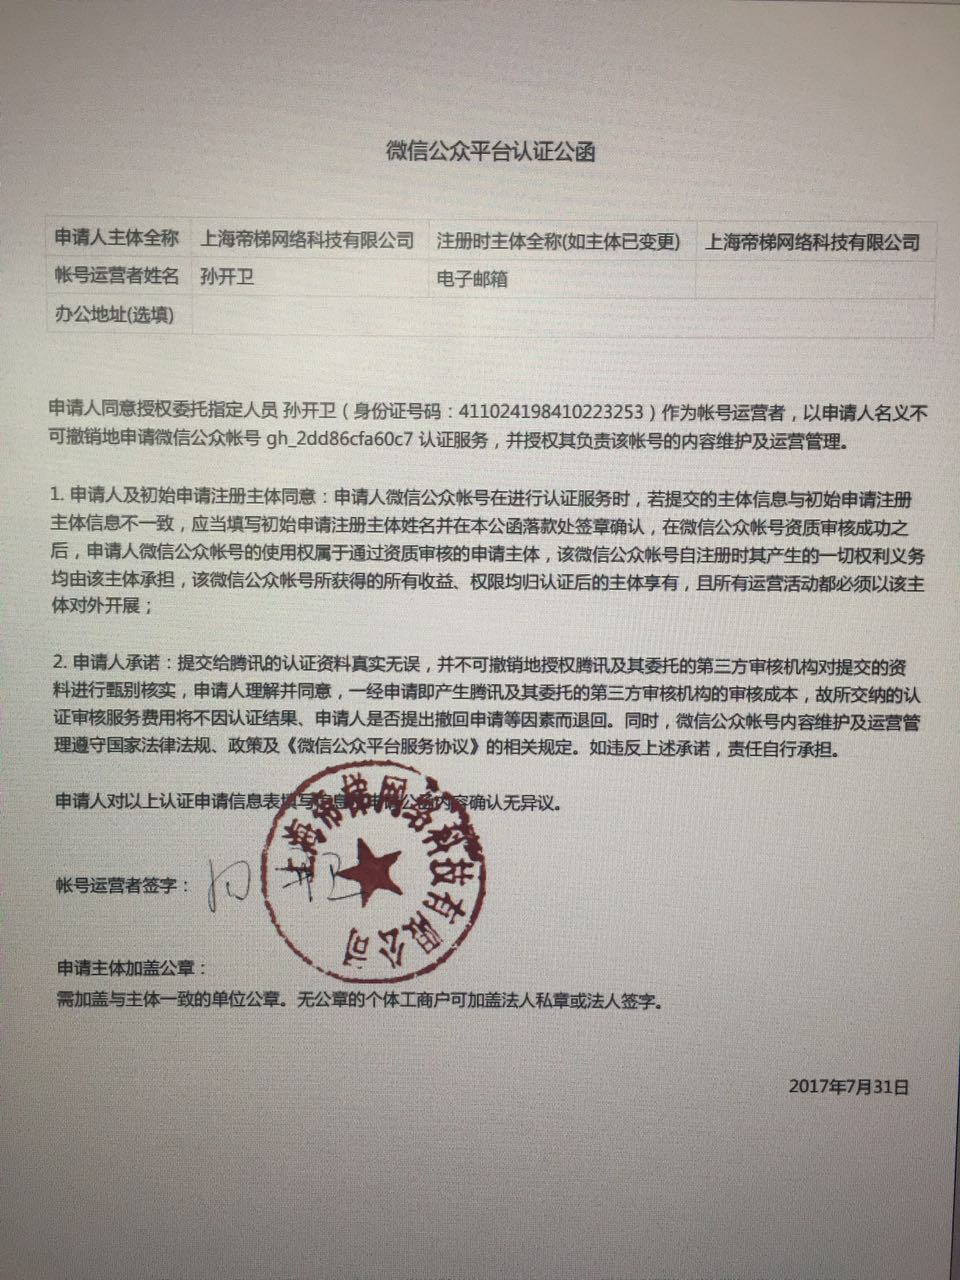 微信公众平台认证公函
申请人主体全称 上海帝梯网络科技有限公司 注册时主体全称(如主体已变更) 上海帝梯网络科技有限公司
帐号运营者姓名 孙开卫 电子邮箱
办公地址(选填)
申请人同意授权委托指定人员 孙开卫（身份证号码：411024198410223253）作为帐号运营者，以申请人名义不
可撤销地申请微信公众帐号 gh_2dd86cfa60c7 认证服务，并授权其负责该帐号的内容维护及运营管理。
1. 申请人及初始申请注册主体同意：申请人微信公众帐号在进行认证服务时，若提交的主体信息与初始申请注册
主体信息不一致，应当填写初始申请注册主体姓名并在本公函落款处签章确认，在微信公众帐号资质审核成功之
后，申请人微信公众帐号的使用权属于通过资质审核的申请主体，该微信公众帐号自注册时其产生的一切权利义务
均由该主体承担，该微信公众帐号所获得的所有收益、权限均归认证后的主体享有，且所有运营活动都必须以该主
体对外开展；
2. 申请人承诺：提交给腾讯的认证资料真实无误，并不可撤销地授权腾讯及其委托的第三方审核机构对提交的资
料进行甄别核实，申请人理解并同意，一经申请即产生腾讯及其委托的第三方审核机构的审核成本，故所交纳的认
证审核服务费用将不因认证结果、申请人是否提出撤回申请等因素而退回。同时，微信公众帐号内容维护及运营管
理遵守国家法律法规、政策及《微信公众平台服务协议》的相关规定。如违反上述承诺，责任自行承担。
申请人对以上认证申请信息表填写信息及申请公函内容确认无异议。
上海帝梯网络科技有限公司
帐号运营者签字：
申请主体加盖公章：
需加盖与主体一致的单位公章。无公章的个体工商户可加盖法人私章或法人签字。
2017年7月31日